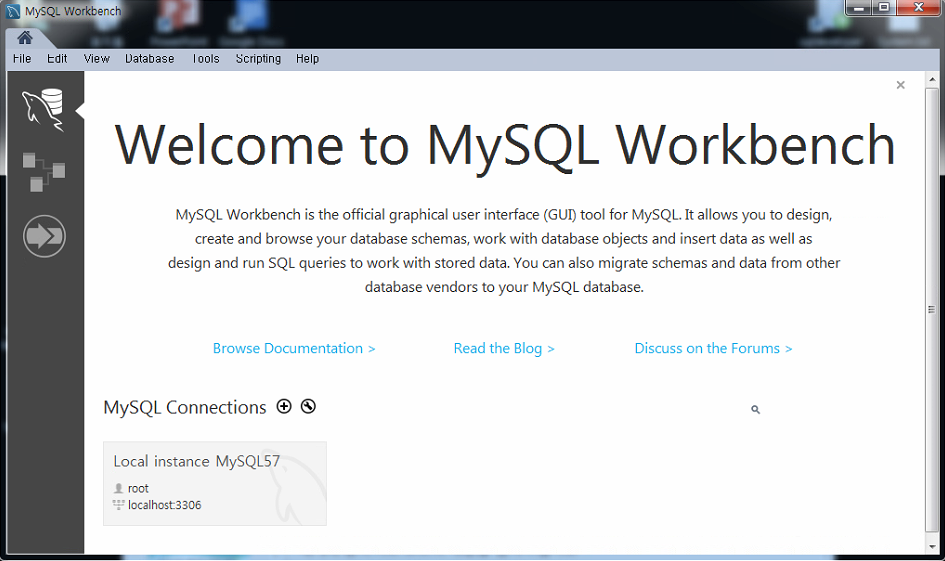 MySQL Workbench
File Edit View Database Tools Scripting Help
Welcome to MySQL Workbench
MySQL Workbench is the official graphical user interface (GUI) tool for MySQL. It allows you to design,
create and browse your database schemas, work with database objects and insert data as well as
design and run SQL queries to work with stored data. You can also migrate schemas and data from other
database vendors to your MySQL database.
Browse Documentation > Read the Blog > Discuss on the Forums >
MySQL Connections
Local instance MySQL57
root
localhost:3306